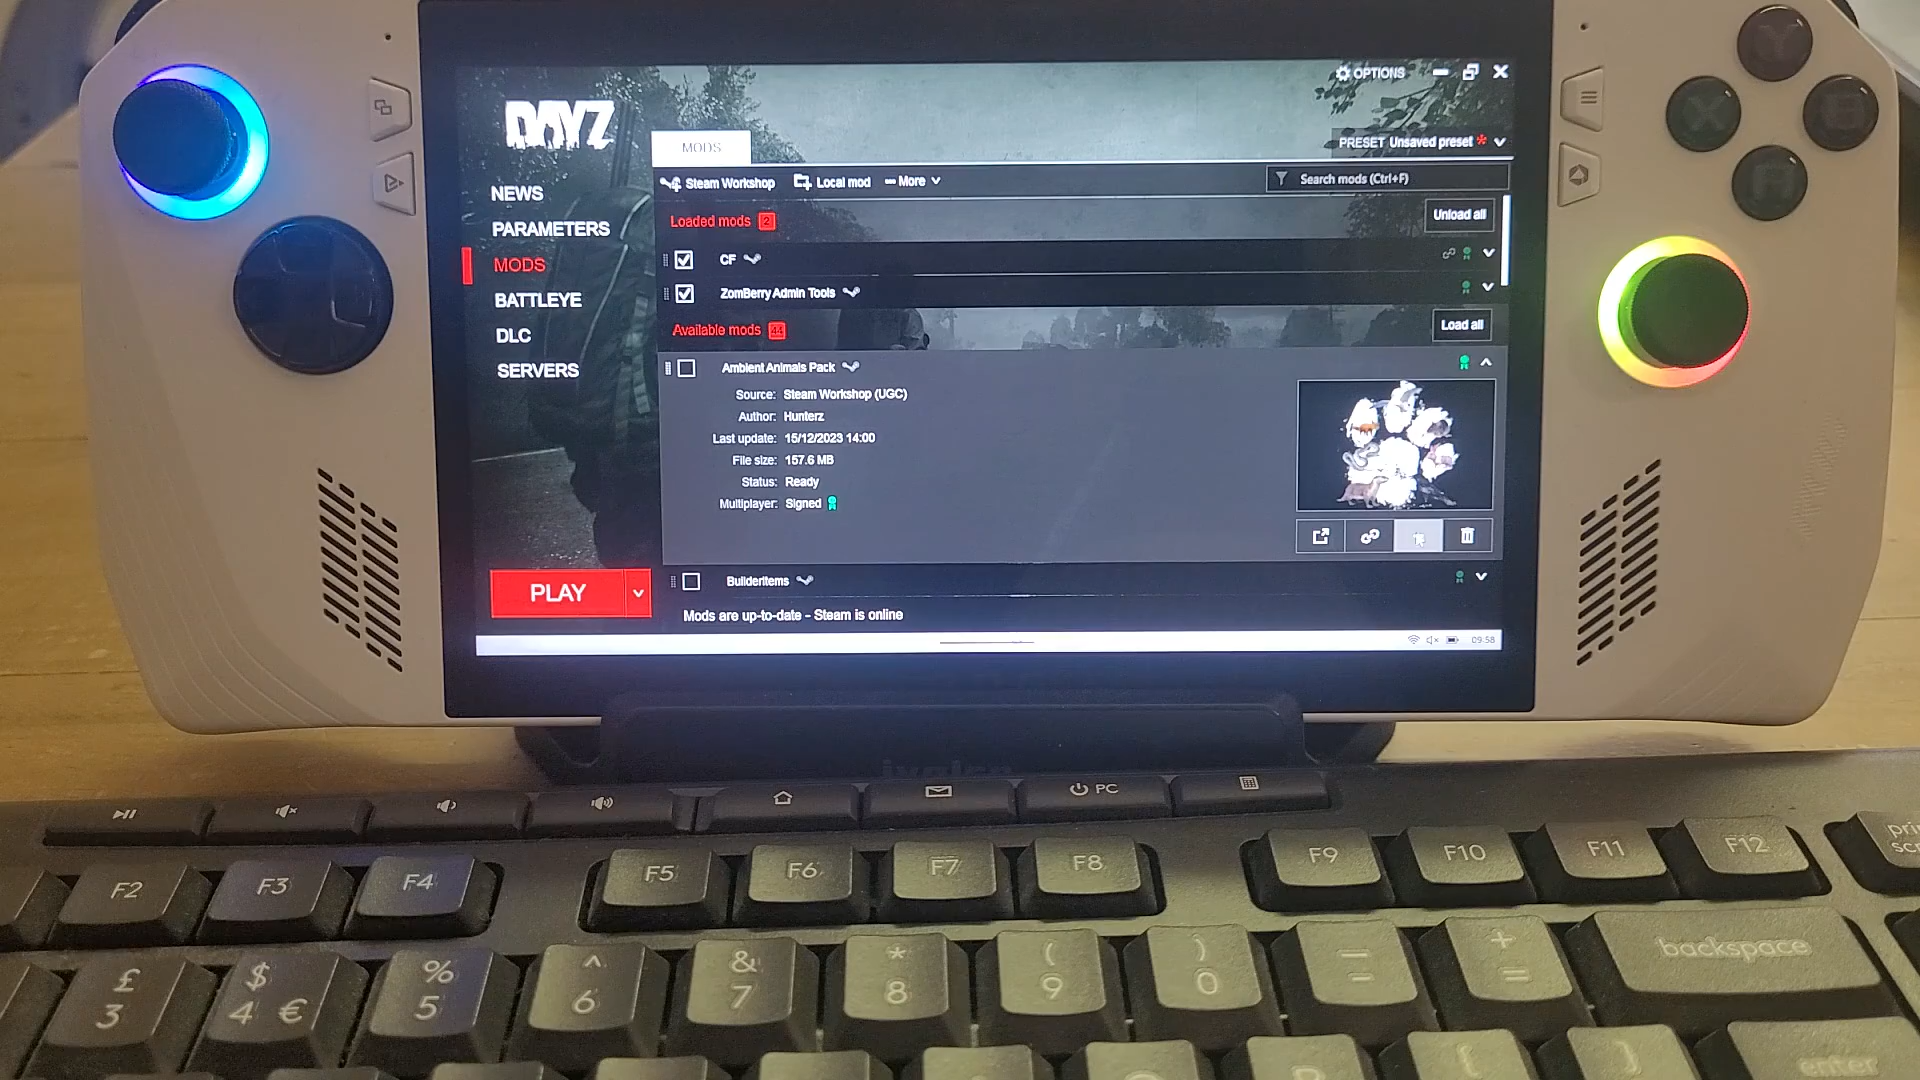 OPTIONS
DAYZ
MODS
PRESET Unsaved preset *
Steam Workshop
Local mod
More
Search mods (Ctrl+F)
NEWS
PARAMETERS
MODS
BATTLEYE
DLC
SERVERS
Loaded mods 2
Unload all
CF
ZomBerry Admin Tools
Available mods 44
Load all
Ambient Animals Pack
Source: Steam Workshop (UGC)
Author: Hunterz
Last update: 15/12/2023 14:00
File size: 157.6 MB
Status: Ready
Multiplayer: Signed
PLAY
BuilderItems
Mods are up-to-date - Steam is online
09:58
Y
X
B
A
PC
F2 F3 F4 F5 F6 F7 F8 F9 F10 F11 F12
£ $ % ^ & * ( ) _ +
3 4 € 5 6 7 8 9 0 - = backspace
{ }
enter